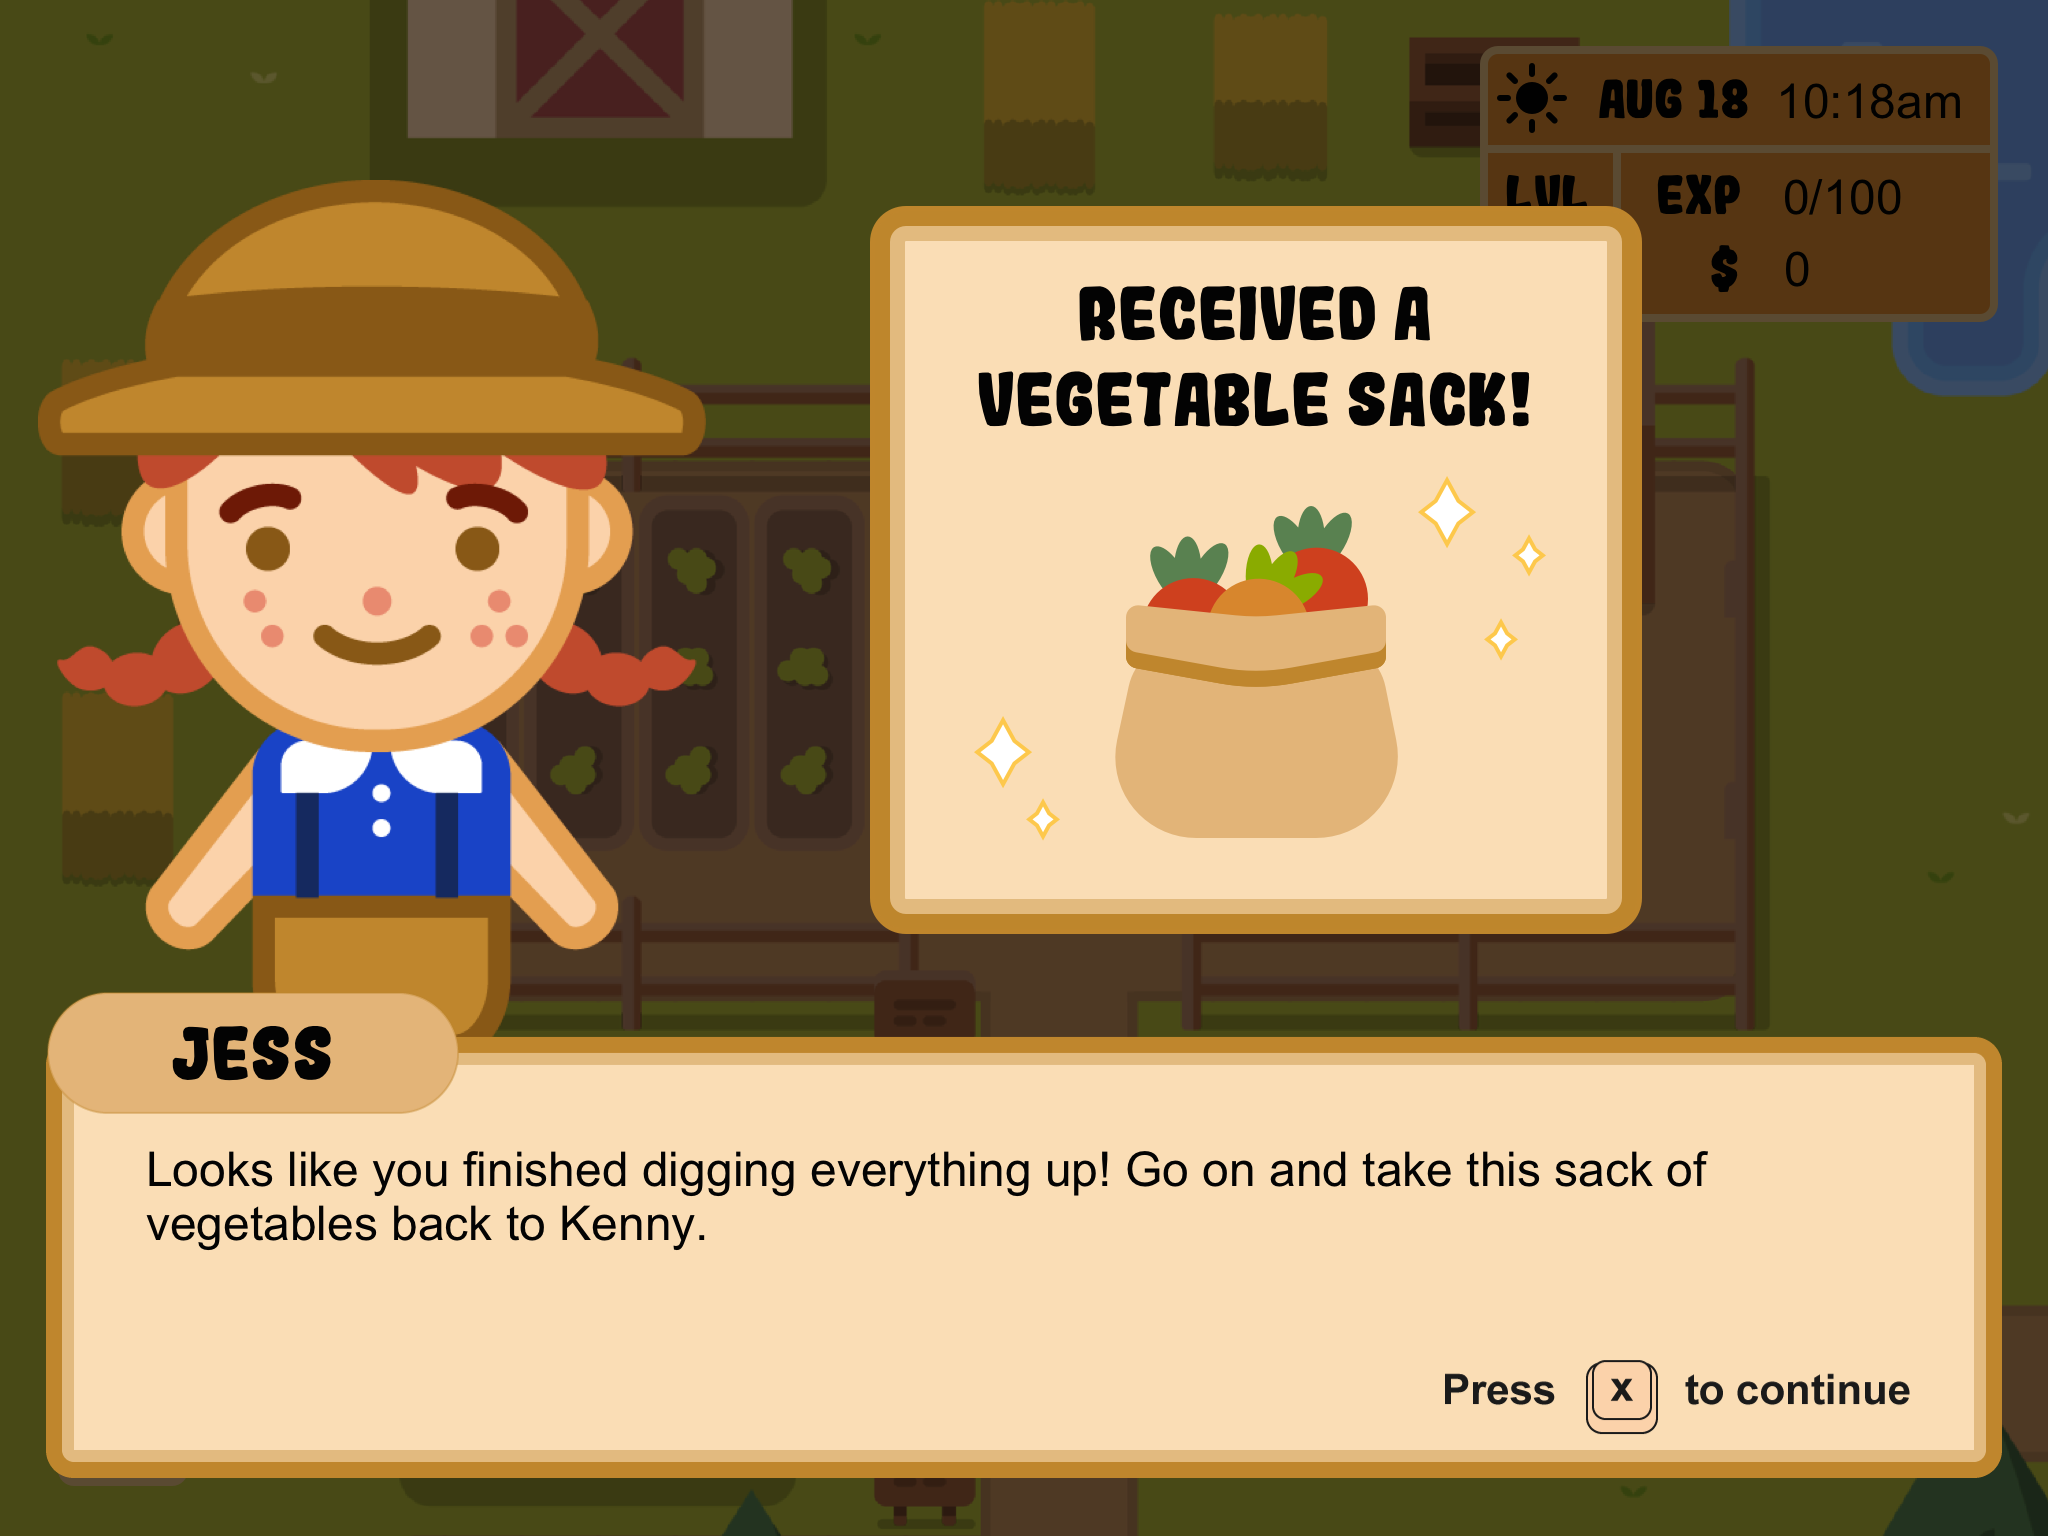 AUG 18 10:18am
LVL EXP 0/100
$ 0
RECEIVED A
VEGETABLE SACK!
JESS
Looks like you finished digging everything up! Go on and take this sack of
vegetables back to Kenny.
Press x to continue